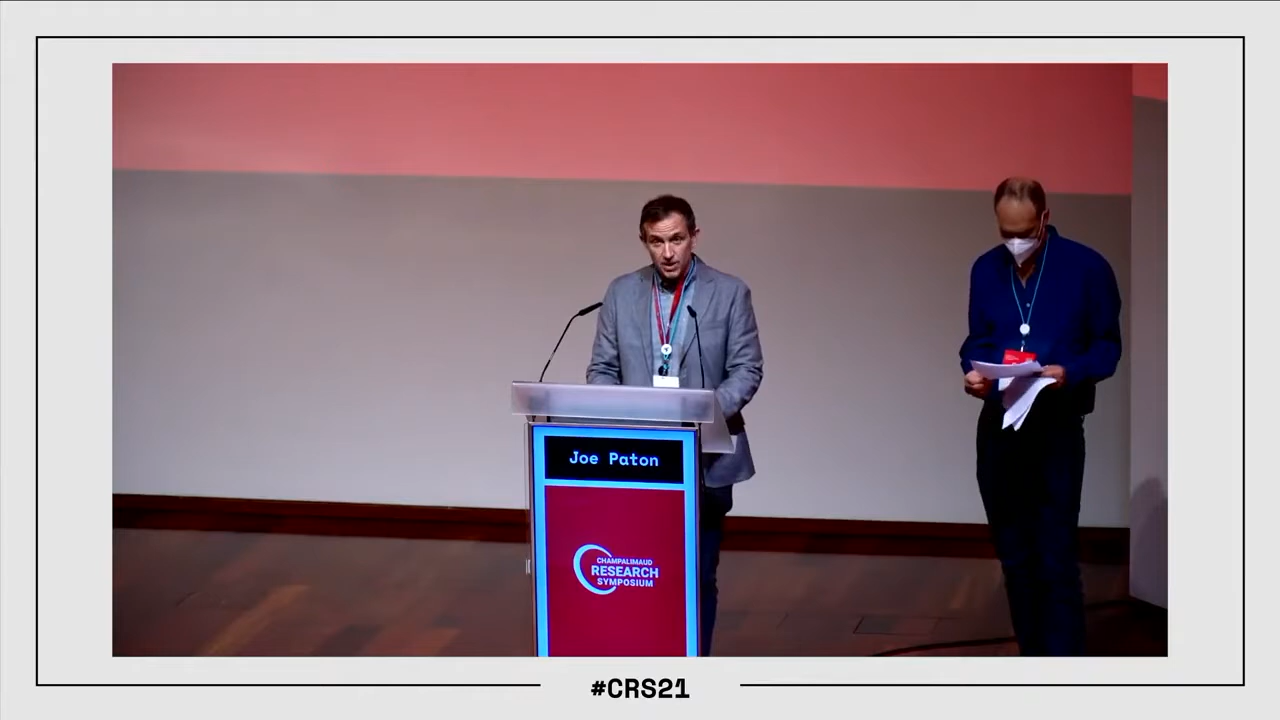 Joe Paton
CHAMPALIMAUD
RESEARCH
SYMPOSIUM
#CRS21